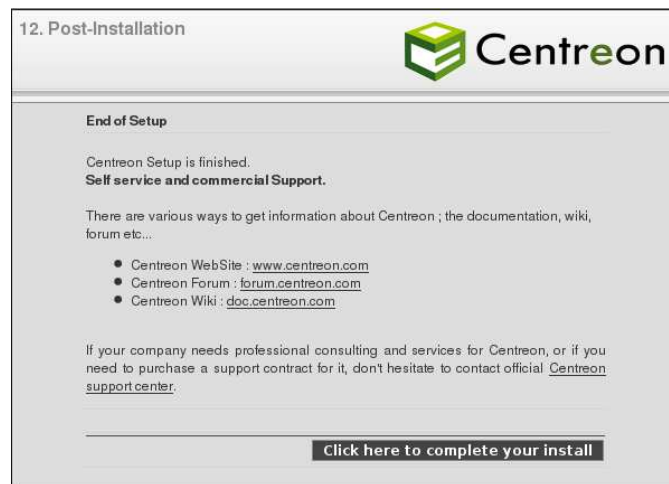 12. Post-Installation
Centreon
End of Setup
Centreon Setup is finished.
Self service and commercial Support.
There are various ways to get information about Centreon ; the documentation, wiki,
forum etc...
Centreon WebSite : www.centreon.com
Centreon Forum : forum.centreon.com
Centreon Wiki : doc.centreon.com
If your company needs professional consulting and services for Centreon, or if you
need to purchase a support contract for it, don't hesitate to contact official Centreon
support center.
Click here to complete your install